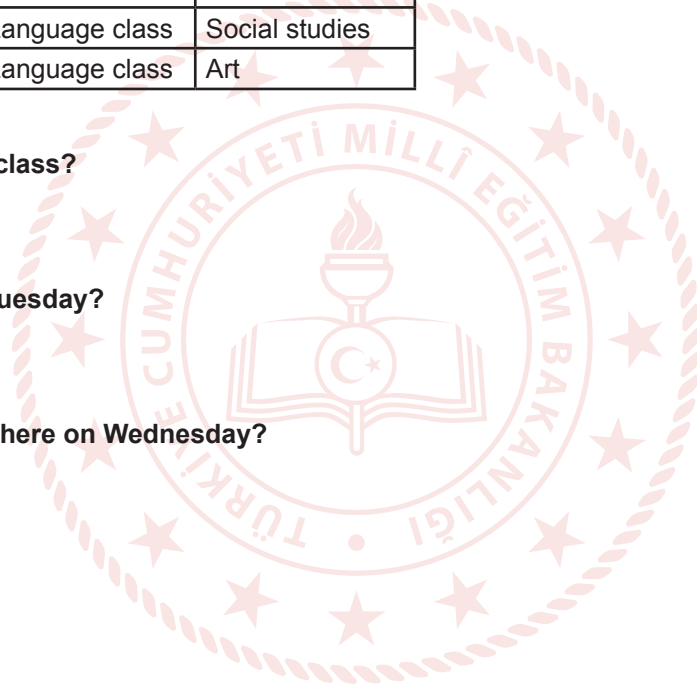 anguage class Social studies
anguage class Art
class?
uesday?
here on Wednesday?
TÜRKİYE CUMHURİYETİ MİLLÎ EĞİTİM BAKANLIĞI